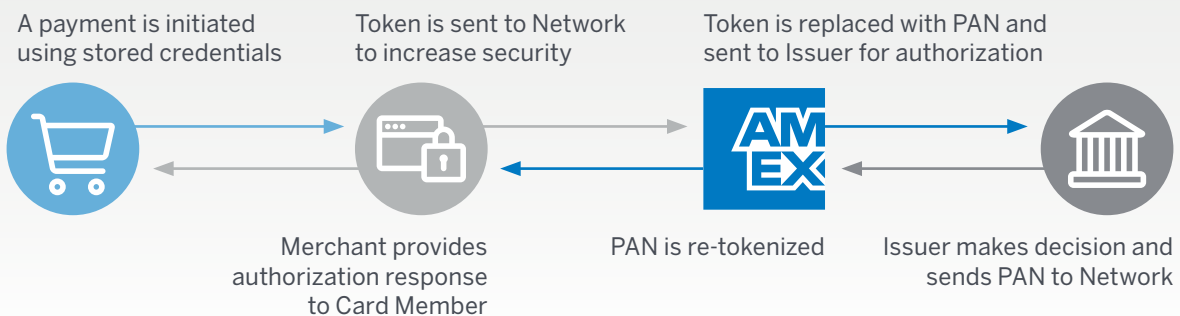 A payment is initiated
using stored credentials
Token is sent to Network
to increase security
Token is replaced with PAN and
sent to Issuer for authorization
AM
EX
Merchant provides
authorization response
to Card Member
PAN is re-tokenized
Issuer makes decision and
sends PAN to Network